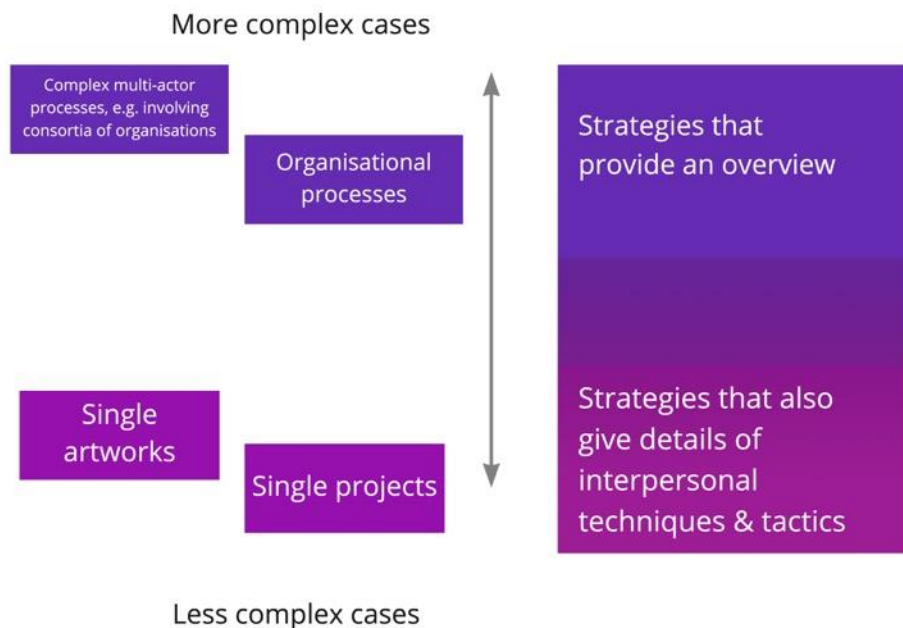 More complex cases
Complex multi-actor
processes, e.g. involving
consortia of organisations
Organisational
processes
Strategies that
provide an overview
Single
artworks
Single projects
Strategies that also
give details of
interpersonal
techniques & tactics
Less complex cases